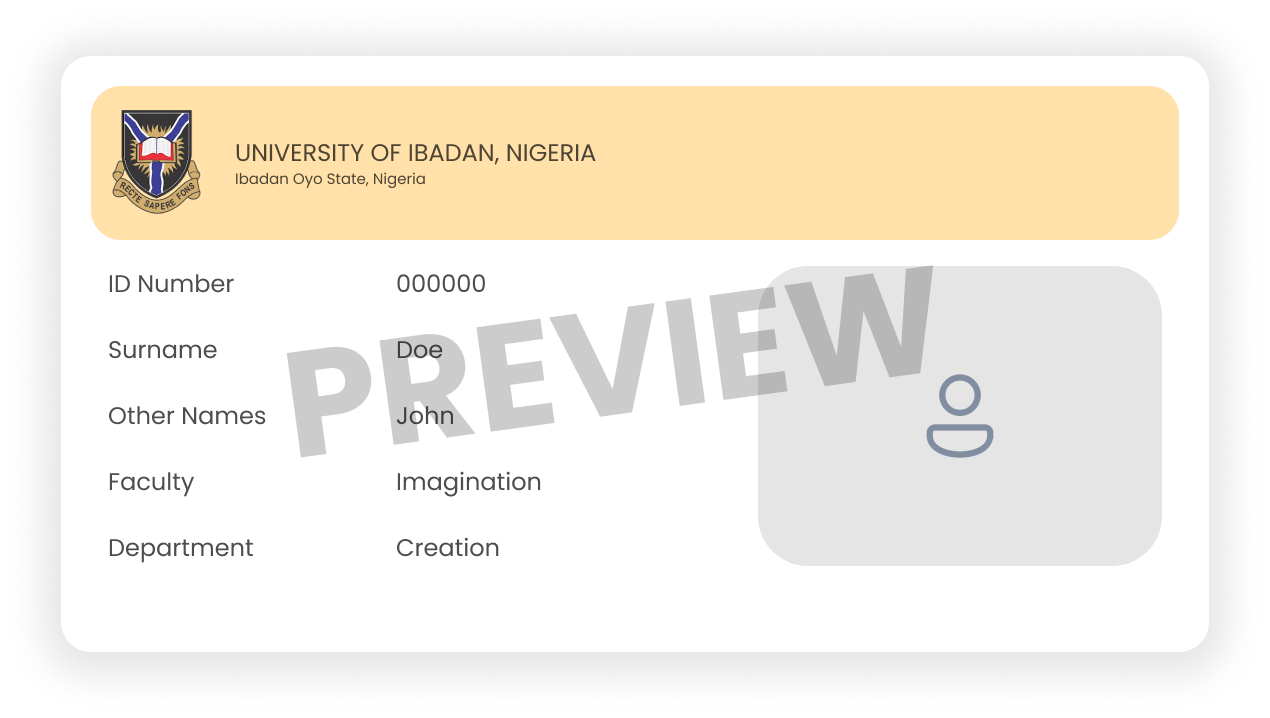 UNIVERSITY OF IBADAN, NIGERIA
Ibadan Oyo State, Nigeria
RECTE SAPERE FONS
ID Number 000000
Surname Doe
Other Names John
Faculty Imagination
Department Creation
PREVIEW